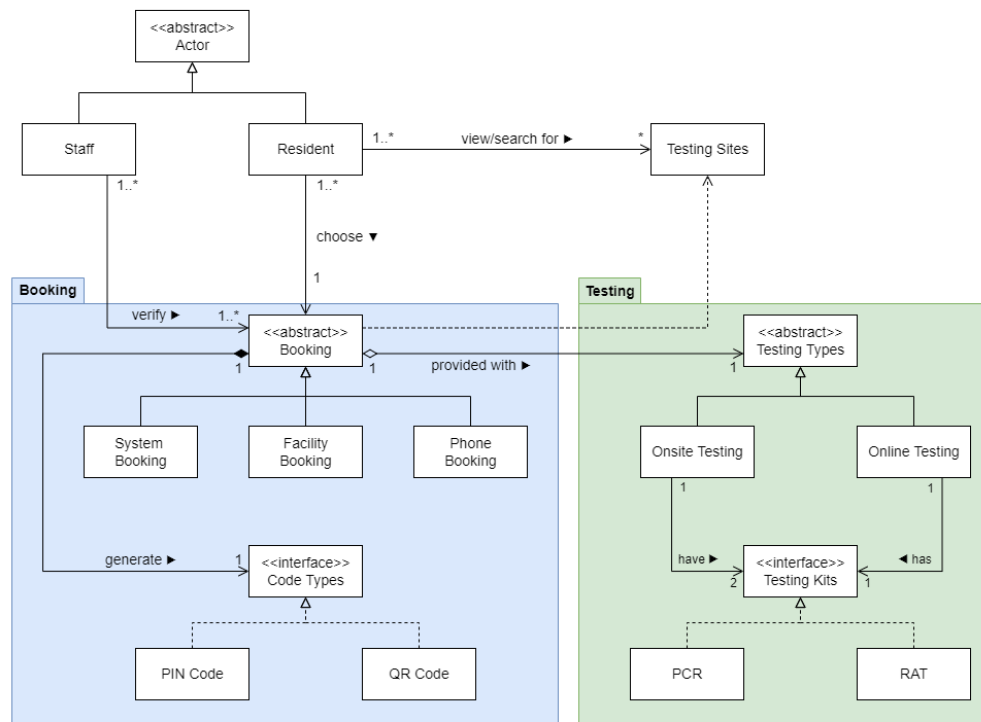 <<abstract>>
Actor
Staff
Resident
1..*
view/search for ►
*
Testing Sites
1..*
1..*
choose ▼
1
Booking
Testing
verify ►
1..*
<<abstract>>
Booking
1
1
provided with ►
1
<<abstract>>
Testing Types
System
Booking
Facility
Booking
Phone
Booking
Onsite Testing
Online Testing
1
1
generate ►
1
<<interface>>
Code Types
have ►
2
<<interface>>
Testing Kits
◄ has
1
PIN Code
QR Code
PCR
RAT